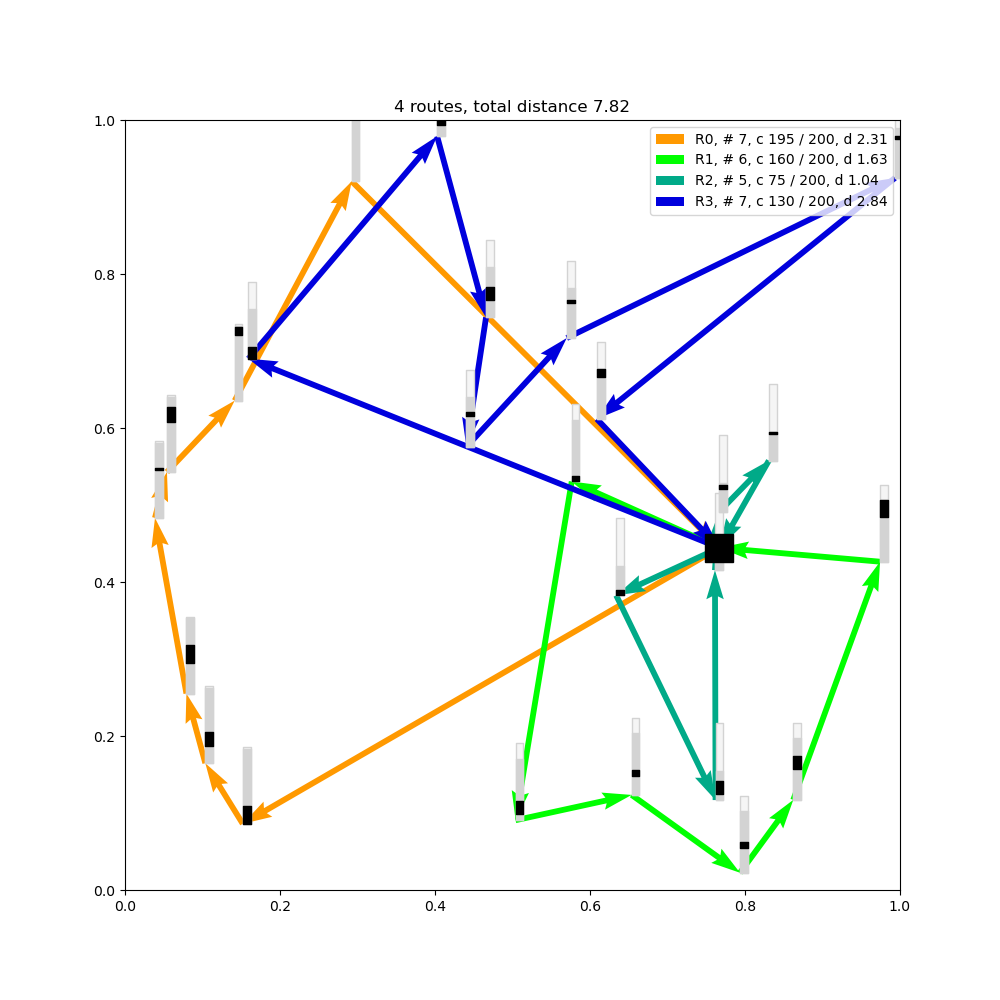 4 routes, total distance 7.82
R0, # 7, c 195 / 200, d 2.31
R1, # 6, c 160 / 200, d 1.63
R2, # 5, c 75 / 200, d 1.04
R3, # 7, c 130 / 200, d 2.84
1.0
0.8
0.6
0.4
0.2
0.0
0.0 0.2 0.4 0.6 0.8 1.0